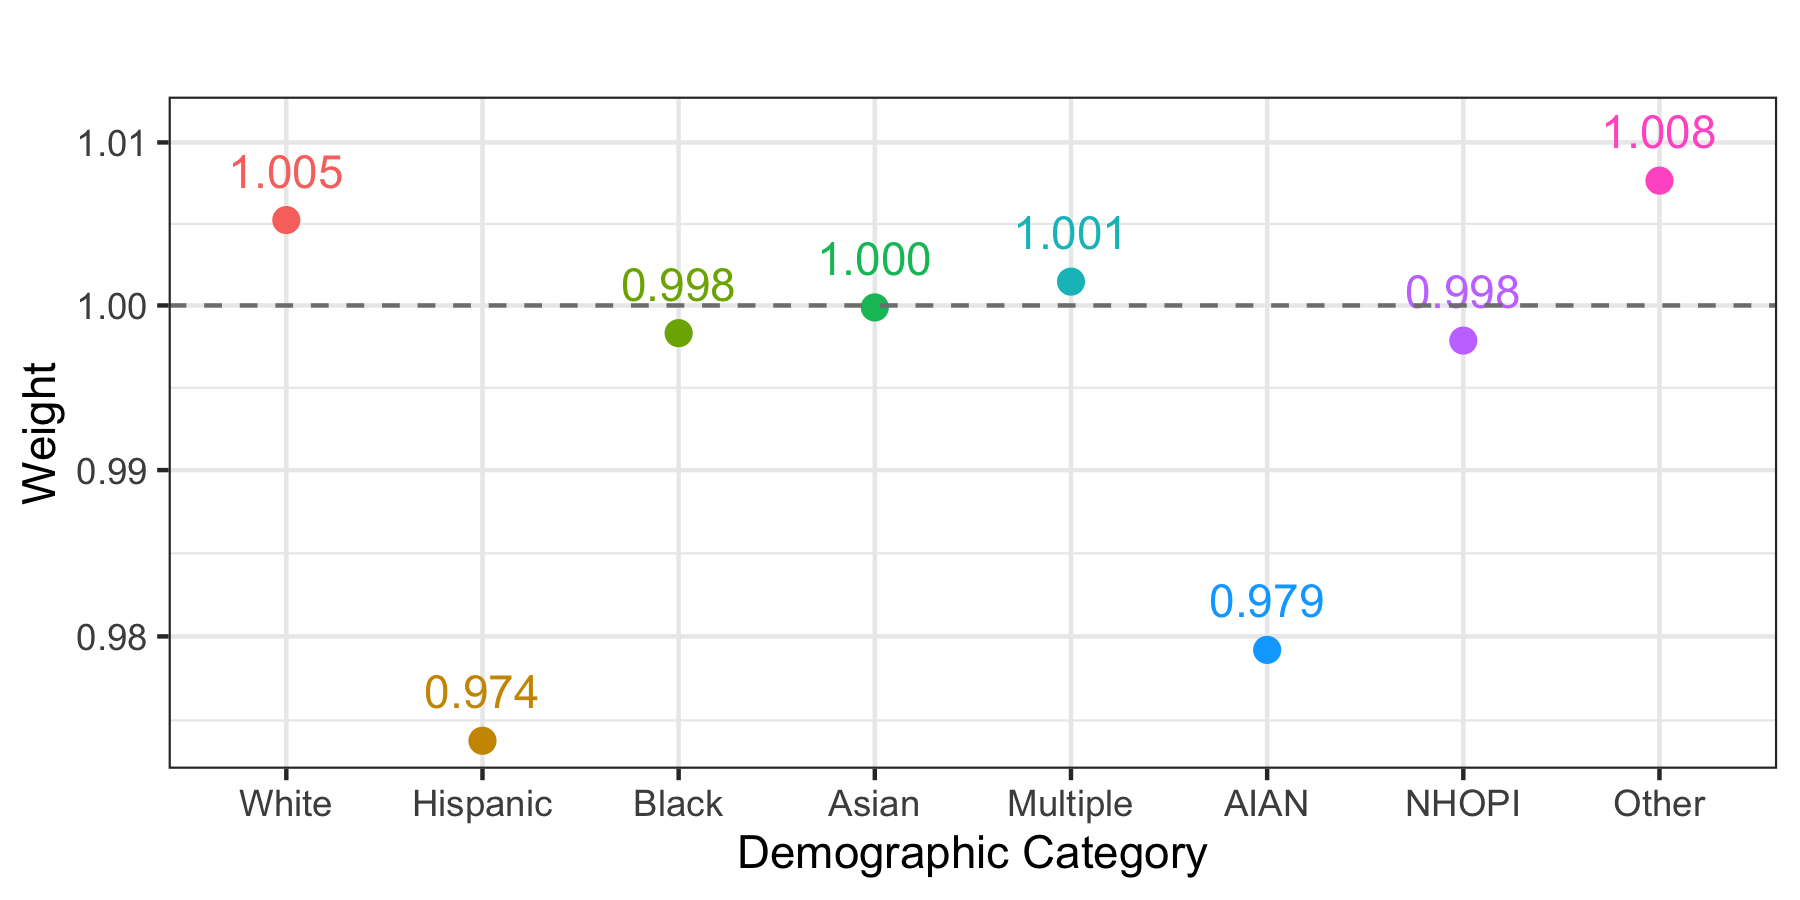 1.01
1.00
0.99
0.98
Weight
1.005
0.974
0.998
1.000
1.001
0.979
0.998
1.008
White
Hispanic
Black
Asian
Multiple
AIAN
NHOPI
Other
Demographic Category